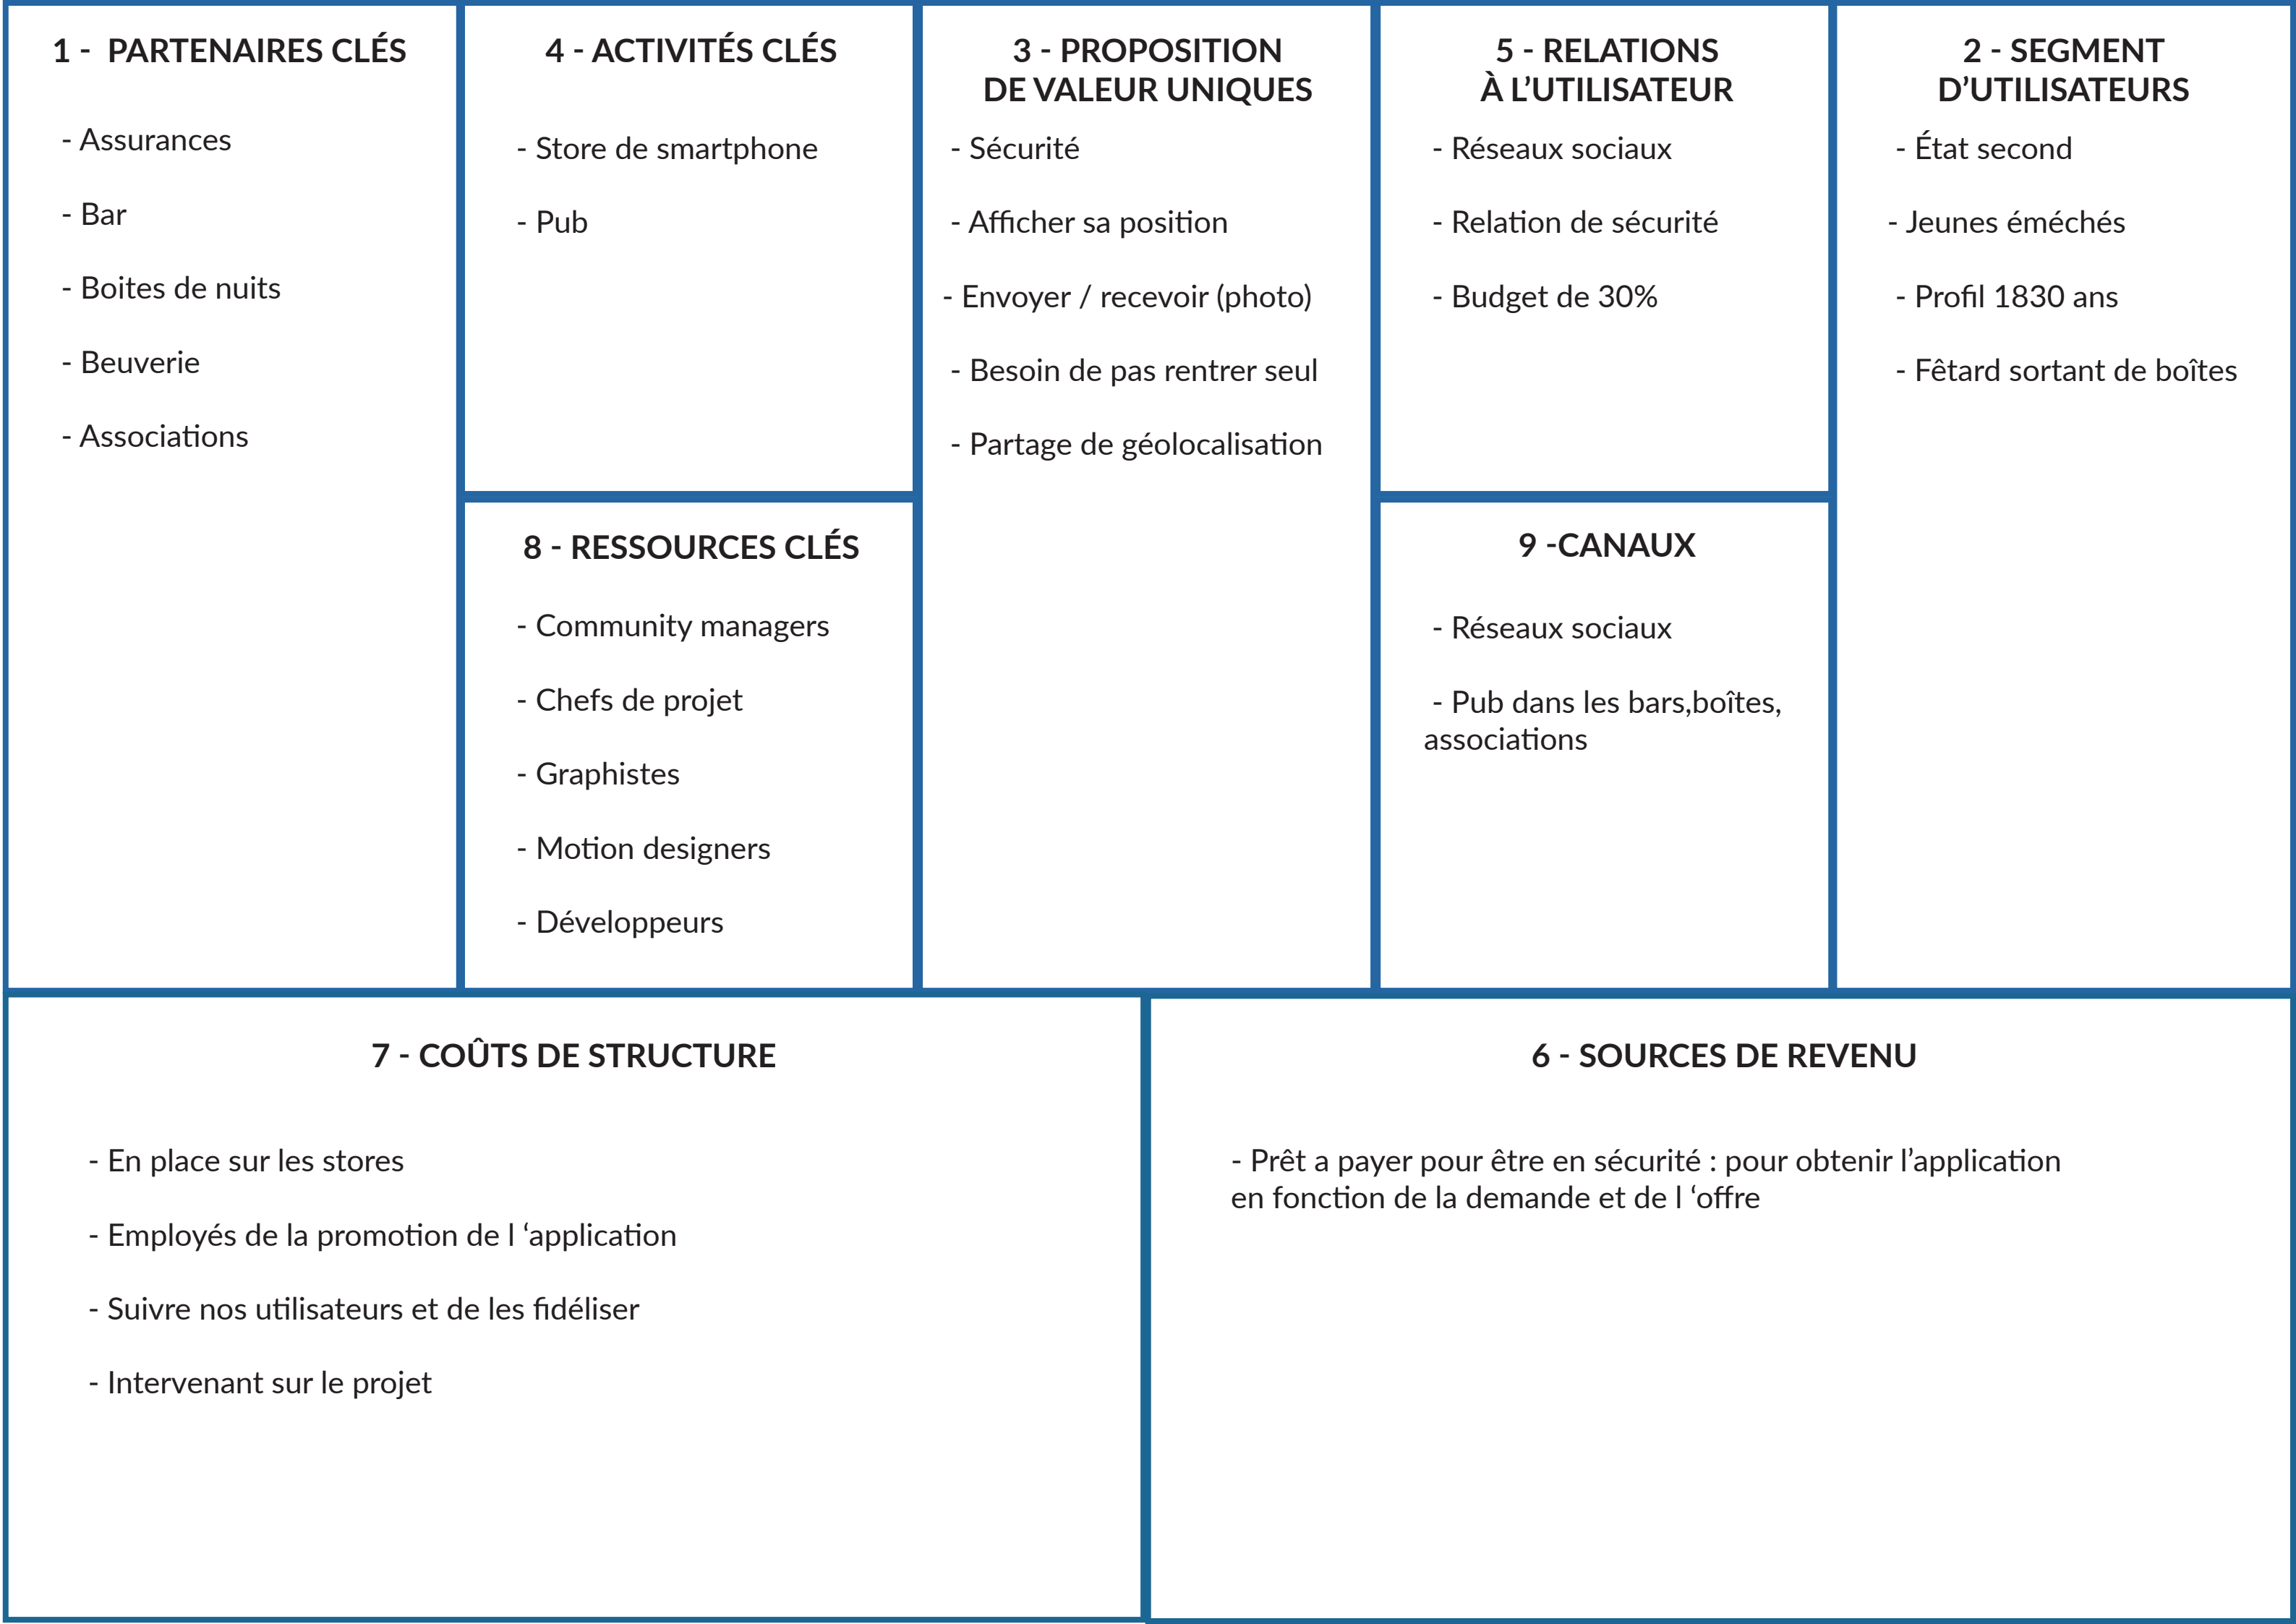 1 - PARTENAIRES CLÉS
- Assurances
- Bar
- Boites de nuits
- Beuverie
- Associations
4 - ACTIVITÉS CLÉS
- Store de smartphone
- Pub
8 - RESSOURCES CLÉS
- Community managers
- Chefs de projet
- Graphistes
- Motion designers
- Développeurs
3 - PROPOSITION
DE VALEUR UNIQUES
- Sécurité
- Afficher sa position
- Envoyer / recevoir (photo)
- Besoin de pas rentrer seul
- Partage de géolocalisation
5 - RELATIONS
À L’UTILISATEUR
- Réseaux sociaux
- Relation de sécurité
- Budget de 30%
9 -CANAUX
- Réseaux sociaux
- Pub dans les bars,boîtes,
associations
2 - SEGMENT
D’UTILISATEURS
- État second
- Jeunes éméchés
- Profil 1830 ans
- Fêtard sortant de boîtes
7 - COÛTS DE STRUCTURE
- En place sur les stores
- Employés de la promotion de l ‘application
- Suivre nos utilisateurs et de les fidéliser
- Intervenant sur le projet
6 - SOURCES DE REVENU
- Prêt a payer pour être en sécurité : pour obtenir l’application
en fonction de la demande et de l ‘offre